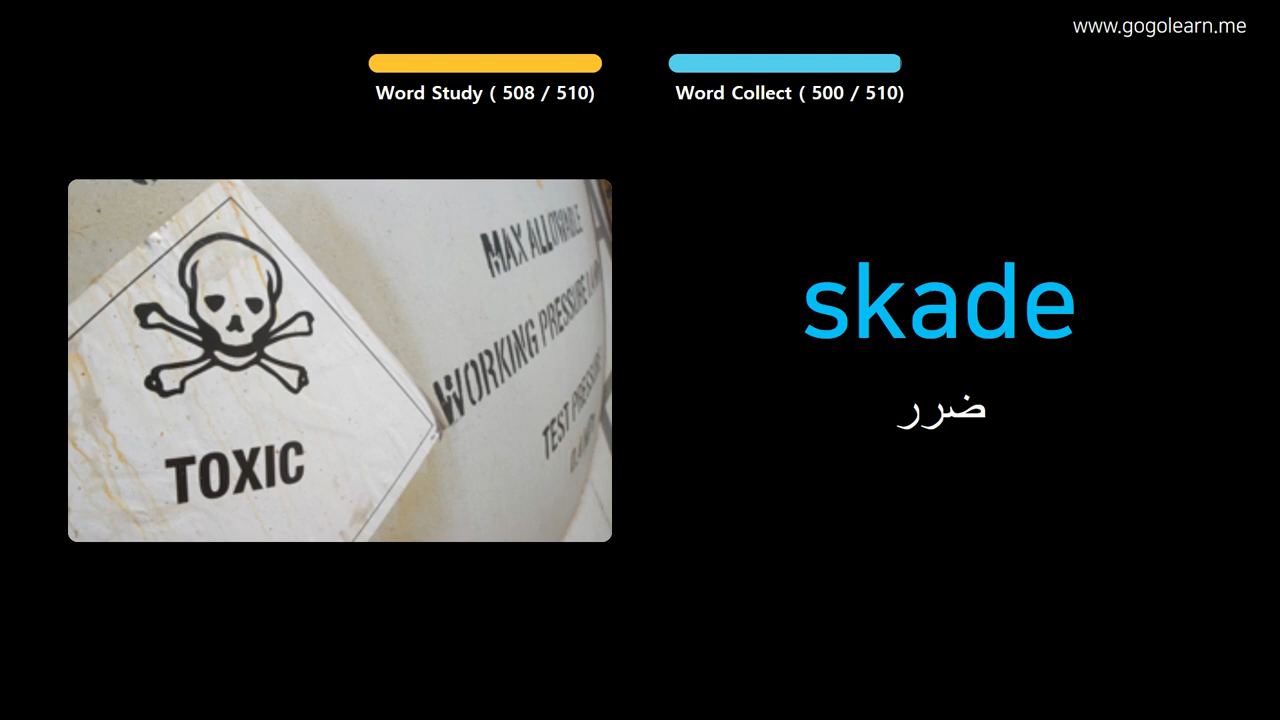 www.gogolearn.me
Word Study ( 508 / 510)
Word Collect ( 500 / 510)
MAX ALLOWABLE
WORKING PRESSURE
TEST PRESSURE
TOXIC
skade
ضرر